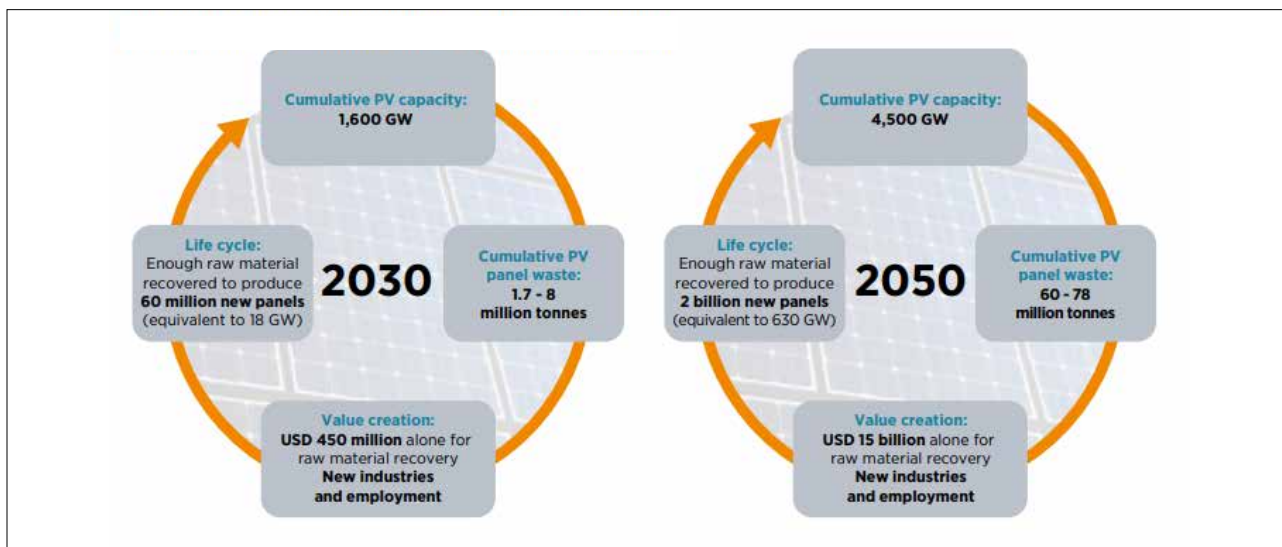 Cumulative PV capacity:
1,600 GW
Life cycle:
Enough raw material
recovered to produce
60 million new panels
(equivalent to 18 GW)
2030
Cumulative PV
panel waste:
1.7 - 8
million tonnes
Value creation:
USD 450 million alone for
raw material recovery
New industries
and employment
Cumulative PV capacity:
4,500 GW
Life cycle:
Enough raw material
recovered to produce
2 billion new panels
(equivalent to 630 GW)
2050
Cumulative PV
panel waste:
60 - 78
million tonnes
Value creation:
USD 15 billion alone for
raw material recovery
New industries
and employment